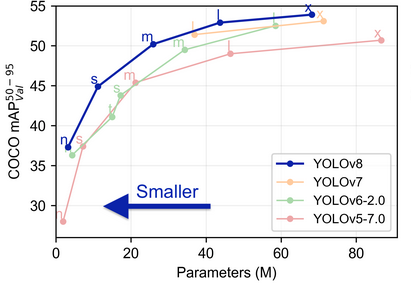 55
50
45
40
35
30
COCO mAP50−95 Val
n
s
m
l
x
l
x
n
t
s
m
l
n
s
m
l
x
Smaller
YOLOv8
YOLOv7
YOLOv6-2.0
YOLOv5-7.0
0
20
40
60
80
Parameters (M)